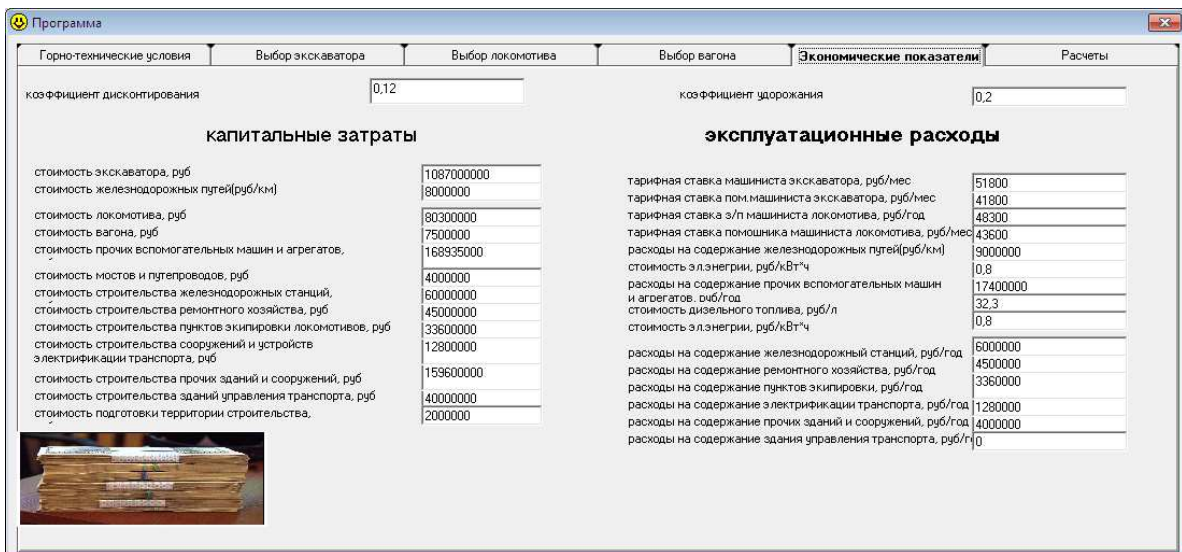 Программа
Горно-технические условия
Выбор экскаватора
Выбор локомотива
Выбор вагона
Экономические показатели
Расчеты
коэффициент дисконтирования
0,12
коэффициент удорожания
0,2
капитальные затраты
стоимость экскаватора, руб
1087000000
стоимость железнодорожных путей(руб/км)
8000000
стоимость локомотива, руб
80300000
стоимость вагона, руб
7500000
стоимость прочих вспомогательных машин и агрегатов,
168935000
стоимость мостов и путепроводов, руб
4000000
стоимость строительства железнодорожных станций,
60000000
стоимость строительства ремонтного хозяйства, руб
45000000
стоимость строительства пунктов экипировки локомотивов, руб
33600000
стоимость строительства сооружений и устройств
электрификации транспорта, руб
12800000
стоимость строительства прочих зданий и сооружений, руб
159600000
стоимость строительства зданий управления транспорта, руб
40000000
стоимость подготовки территории строительства,
2000000
эксплуатационные расходы
тарифная ставка машиниста экскаватора, руб/мес
51800
тарифная ставка пом.машиниста экскаватора, руб/мес
41800
тарифная ставка з/п машиниста локомотива, руб/год
48300
тарифная ставка помошника машиниста локомотива, руб/мес
43600
расходы на содержание железнодорожных путей(руб/км)
9000000
стоимость эл.энегрии, руб/кВт*ч
0,8
расходы на содержание прочих вспомогательных машин
и агрегатов, руб/год
17400000
стоимость дизельного топлива, руб/л
32,3
стоимость эл.энегрии, руб/кВт*ч
0,8
расходы на содержание железнодорожный станций, руб/год
6000000
расходы на содержание ремонтного хозяйства, руб/год
4500000
расходы на содержание пунктов экипировки, руб/год
3360000
расходы на содержание электрификации транспорта, руб/год
1280000
расходы на содержание прочих зданий и сооружений, руб/год
4000000
расходы на содержание здания управления транспорта, руб/г
0